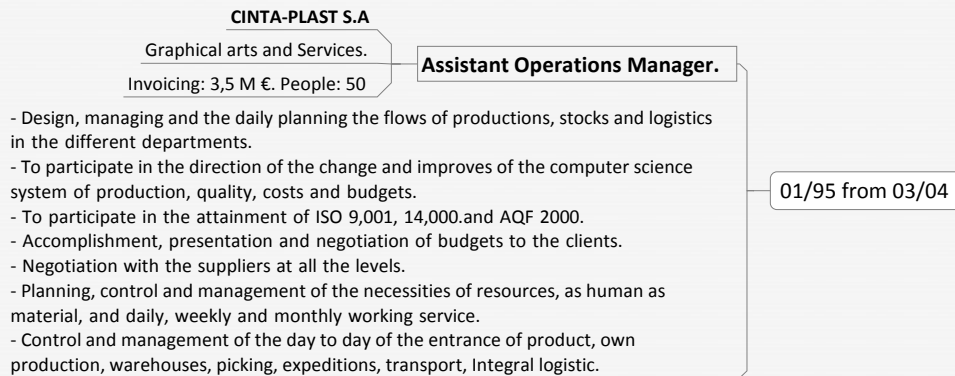 CINTA-PLAST S.A
Graphical arts and Services.
Invoicing: 3,5 M €. People: 50
Assistant Operations Manager.
- Design, managing and the daily planning the flows of productions, stocks and logistics
in the different departments.
- To participate in the direction of the change and improves of the computer science
system of production, quality, costs and budgets.
- To participate in the attainment of ISO 9,001, 14,000.and AQF 2000.
- Accomplishment, presentation and negotiation of budgets to the clients.
- Negotiation with the suppliers at all the levels.
- Planning, control and management of the necessities of resources, as human as
material, and daily, weekly and monthly working service.
- Control and management of the day to day of the entrance of product, own
production, warehouses, picking, expeditions, transport, Integral logistic.
01/95 from 03/04